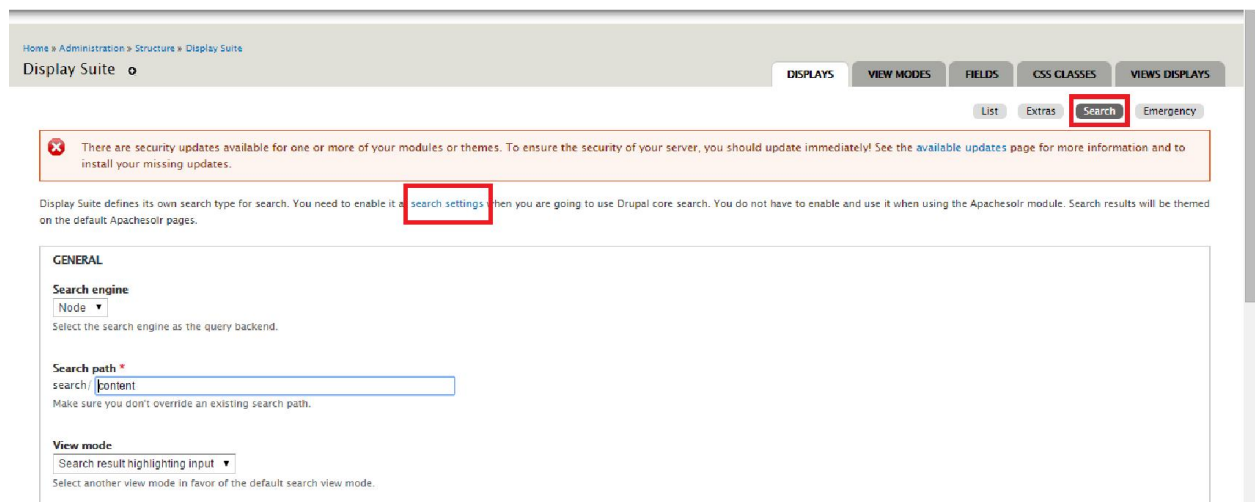 Home » Administration » Structure » Display Suite
Display Suite
DISPLAYS VIEW MODES FIELDS CSS CLASSES VIEWS DISPLAYS
List Extras Search Emergency
There are security updates available for one or more of your modules or themes. To ensure the security of your server, you should update immediately! See the available updates page for more information and to
install your missing updates.
Display Suite defines its own search type for search. You need to enable it a search settings when you are going to use Drupal core search. You do not have to enable and use it when using the Apachesolr module. Search results will be themed
on the default Apachesolr pages.
GENERAL
Search engine
Node
Select the search engine as the query backend.
Search path *
search/ content
Make sure you don't override an existing search path.
View mode
Search result highlighting input
Select another view mode in favor of the default search view mode.